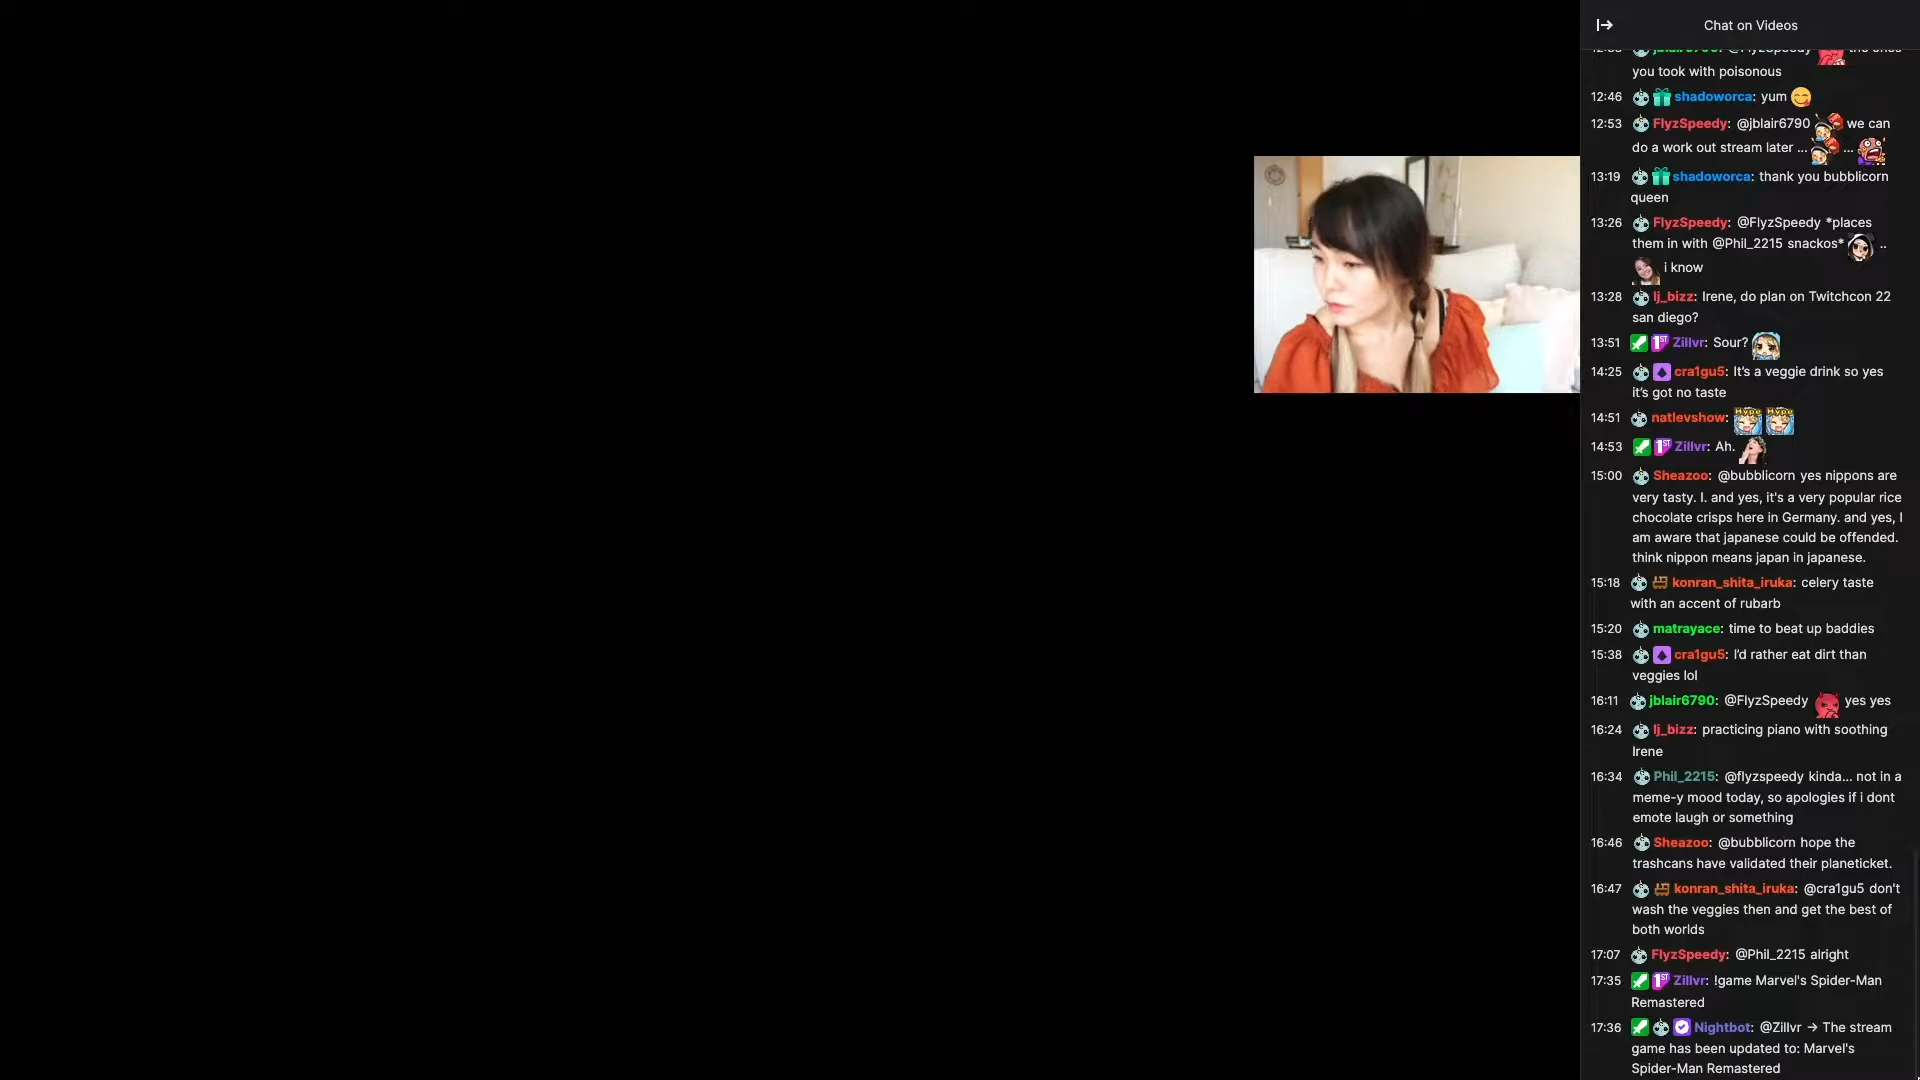 Chat on Videos
you took with poisonous
12:46 shadoworca: yum
12:53 FlyzSpeedy: @jblair6790 we can
do a work out stream later ... ...
13:19 shadoworca: thank you bubblicorn
queen
13:26 FlyzSpeedy: @FlyzSpeedy *places
them in with @Phil_2215 snackos* ..
i know
13:28 lj_bizz: Irene, do plan on Twitchcon 22
san diego?
13:51 1ST Zillvr: Sour?
14:25 cra1gu5: It's a veggie drink so yes
it's got no taste
14:51 natlevshow: Hype Hype
14:53 1ST Zillvr: Ah.
15:00 Sheazoo: @bubblicorn yes nippons are
very tasty. I. and yes, it's a very popular rice
chocolate crisps here in Germany. and yes, I
am aware that japanese could be offended.
think nippon means japan in japanese.
15:18 konran_shita_iruka: celery taste
with an accent of rubarb
15:20 matrayace: time to beat up baddies
15:38 cra1gu5: I'd rather eat dirt than
veggies lol
16:11 jblair6790: @FlyzSpeedy yes yes
16:24 lj_bizz: practicing piano with soothing
Irene
16:34 Phil_2215: @flyzspeedy kinda... not in a
meme-y mood today, so apologies if i dont
emote laugh or something
16:46 Sheazoo: @bubblicorn hope the
trashcans have validated their planeticket.
16:47 konran_shita_iruka: @cra1gu5 don't
wash the veggies then and get the best of
both worlds
17:07 FlyzSpeedy: @Phil_2215 alright
17:35 1ST Zillvr: !game Marvel's Spider-Man
Remastered
17:36 Nightbot: @Zillvr → The stream
game has been updated to: Marvel's
Spider-Man Remastered